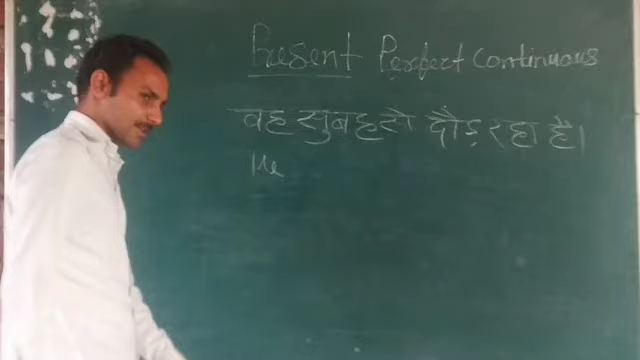 Present Perfect Continuous
वह सुबह से दौड़ रहा है।
He